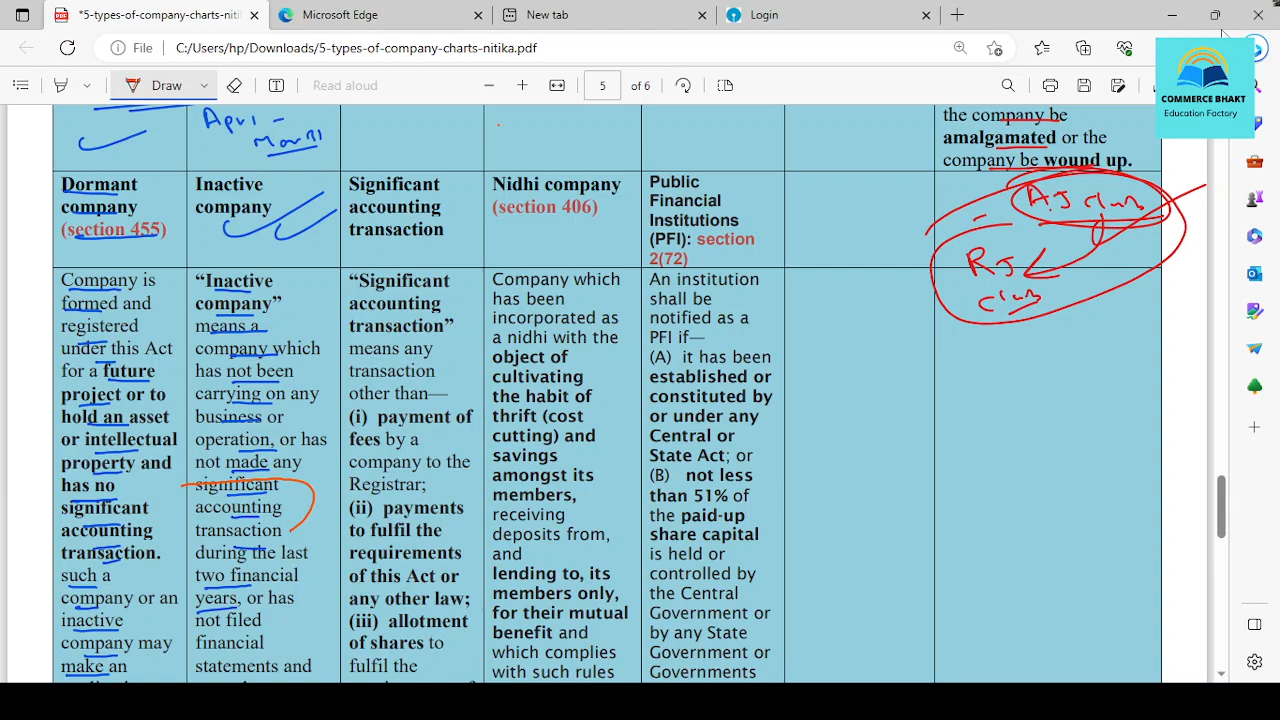 *5-types-of-company-charts-niti
Microsoft Edge
New tab
Login
File
C:/Users/hp/Downloads/5-types-of-company-charts-nitika.pdf
Draw
Read aloud
5
of 6
COMMERCE BHAKT
Education Factory
April -
March
the company be
amalgamated or the
company be wound up.
Dormant
company
(section 455)
Inactive
company
Significant
accounting
transaction
Nidhi company
(section 406)
Public
Financial
Institutions
(PFI): section
2(72)
RJ
club
Company is
formed and
registered
under this Act
for a future
project or to
hold an asset
or intellectual
property and
has no
significant
accounting
transaction.
such a
company or an
inactive
company may
make an
“Inactive
company”
means a
company which
has not been
carrying on any
business or
operation, or has
not made any
significant
accounting
transaction
during the last
two financial
years, or has
not filed
financial
statements and
“Significant
accounting
transaction”
means any
transaction
other than—
(i) payment of
fees by a
company to the
Registrar;
(ii) payments
to fulfil the
requirements
of this Act or
any other law;
(iii) allotment
of shares to
fulfil the
Company which
has been
incorporated as
a nidhi with the
object of
cultivating
the habit of
thrift (cost
cutting) and
savings
amongst its
members,
receiving
deposits from,
and
lending to, its
members only,
for their mutual
benefit and
which complies
with such rules
An institution
shall be
notified as a
PFI if—
(A) it has been
established or
constituted by
or under any
Central or
State Act; or
(B) not less
than 51% of
the paid-up
share capital
is held or
controlled by
the Central
Government or
by any State
Government or
Governments